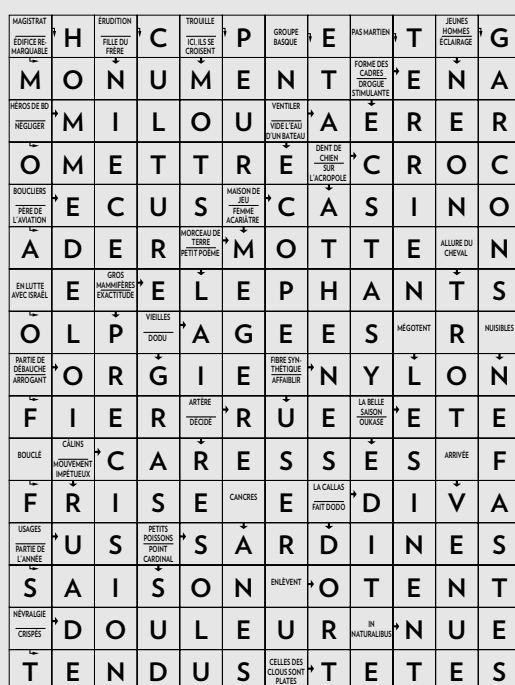 MAGISTRAT
ÉDIFICE RE-
MARQUABLE
H
ÉRUDITION
FILLE DU
FRÈRE
C
TROUILLE
ICI, ILS SE
CROISENT
P
GROUPE
BASQUE
E
PAS MARTIEN
T
JEUNES
HOMMES
ÉCLAIRAGE
G
M O N U M E N T
FORME DES
CADRES
DROGUE
STIMULANTE
E N A
HÉROS DE BD
NÉGLIGER
M I L O U
VENTILER
VIDE L'EAU
D'UN BATEAU
A E R E R
O M E T T R E
DENT DE
CHIEN
SUR
L'ACROPOLE
C R O C
BOUCLIERS
PÈRE DE
L'AVIATION
E C U S
MAISON DE
JEU
FEMME
ACARIÂTRE
C A S I N O
A D E R
MORCEAU DE
TERRE
PETIT POÈME
M O T T E
ALLURE DU
CHEVAL
N
EN LUTTE
AVEC ISRAËL
E
GROS
MAMMIFÈRES
EXACTITUDE
E L E P H A N T S
O L P
VIEILLES
DODU
A G E E S
MÉGOTENT
R
NUISIBLES
PARTIE DE
DÉBAUCHE
ARROGANT
O R G I E
FIBRE SYN-
THÉTIQUE
AFFAIBLIR
N Y L O N
F I E R
ARTÈRE
DÉCIDÉ
R U E
LA BELLE
SAISON
OUKASE
E T E
BOUCLÉ
CÂLINS
MOUVEMENT
IMPÉTUEUX
C A R E S S E S
ARRIVÉE
F
F R I S E
CANCRES
E
LA CALLAS
FAIT DODO
D I V A
USAGES
PARTIE DE
L'ANNÉE
U S
PETITS
POISSONS
POINT
CARDINAL
S A R D I N E S
S A I S O N
ENLÈVENT
O T E N T
NÉVRALGIE
CRISPÉS
D O U L E U R
IN
NATURALIBUS
N U E
T E N D U S
CELLES DES
CLOUS SONT
PLATES
T E T E S